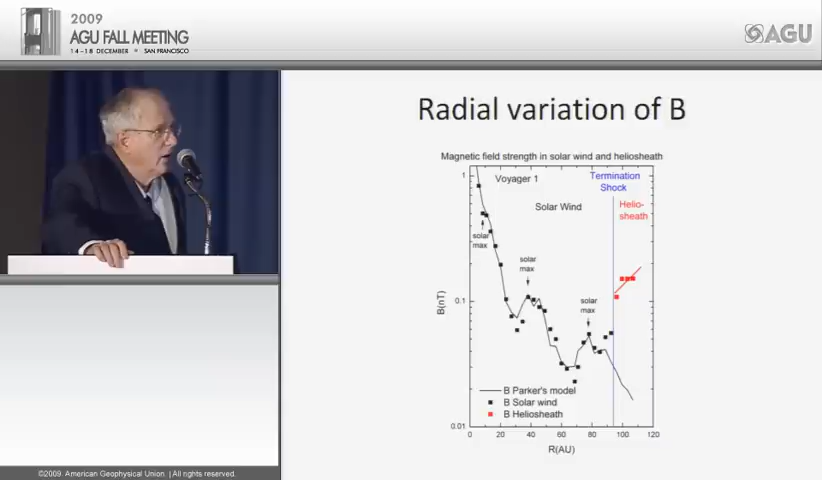 2009
AGU FALL MEETING
14 - 18 DECEMBER • SAN FRANCISCO
AGU
Radial variation of B
Magnetic field strength in solar wind and heliosheath
1
Voyager 1
Termination
Shock
Solar Wind
Helio-
sheath
solar
max
solar
max
solar
max
0.1
B(nT)
B Parker's model
B Solar wind
B Heliosheath
0.01
0 20 40 60 80 100 120
R(AU)
©2009. American Geophysical Union. | All rights reserved.